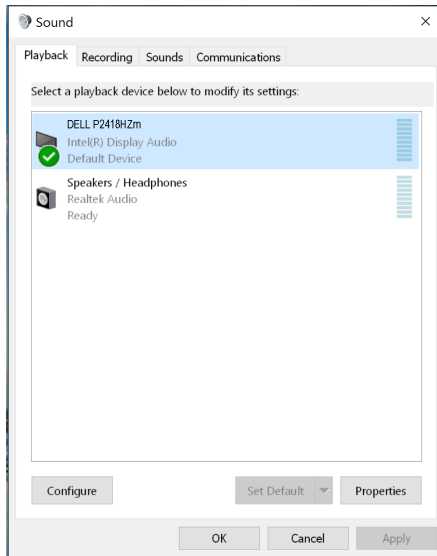 Sound
Playback Recording Sounds Communications
Select a playback device below to modify its settings:
DELL P2418HZm
Intel(R) Display Audio
Default Device
Speakers / Headphones
Realtek Audio
Ready
Configure Set Default Properties
OK Cancel Apply